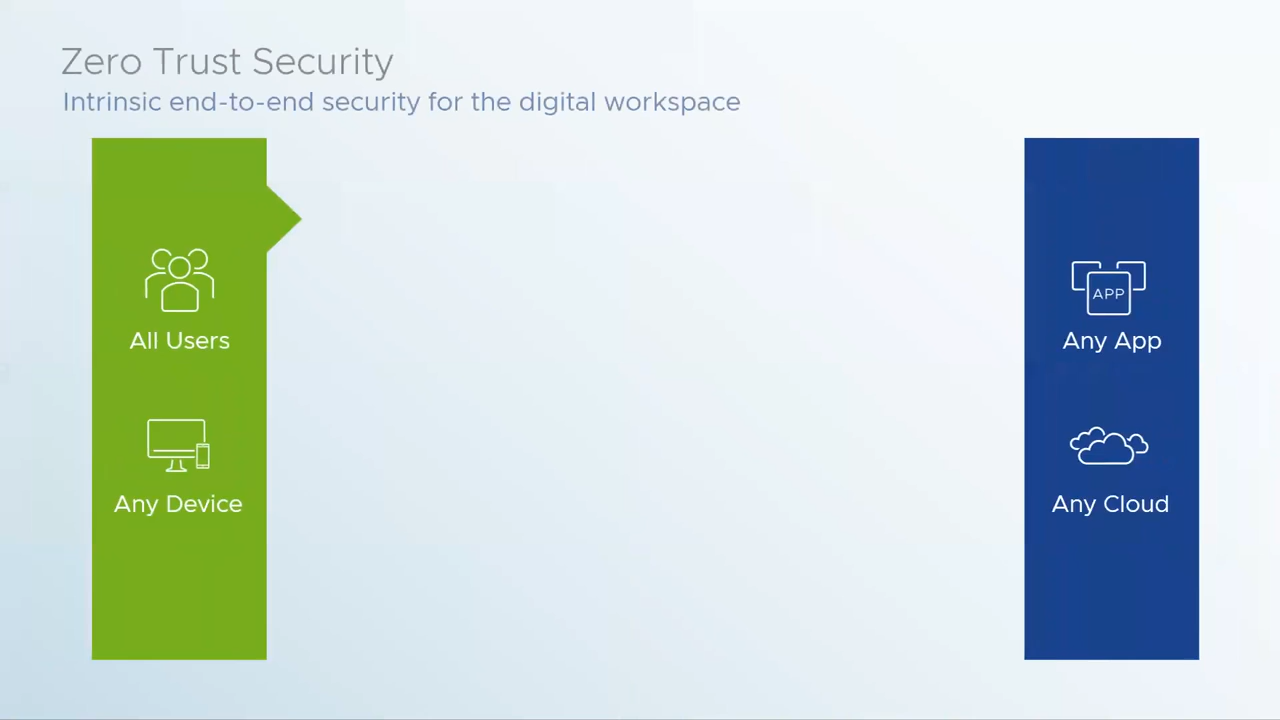 Zero Trust Security
Intrinsic end-to-end security for the digital workspace
All Users
Any Device
APP
Any App
Any Cloud